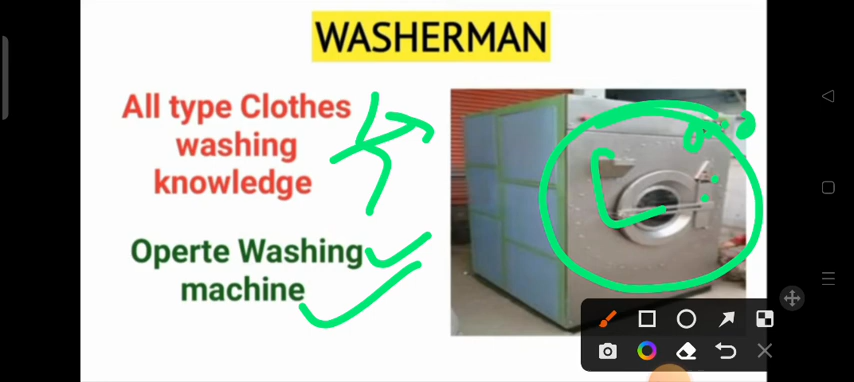 WASHERMAN
All type Clothes
washing
knowledge
Operte Washing
machine